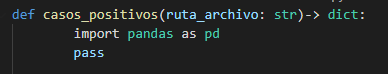 def casos_positivos(ruta_archivo: str)-> dict:
        import pandas as pd
        pass